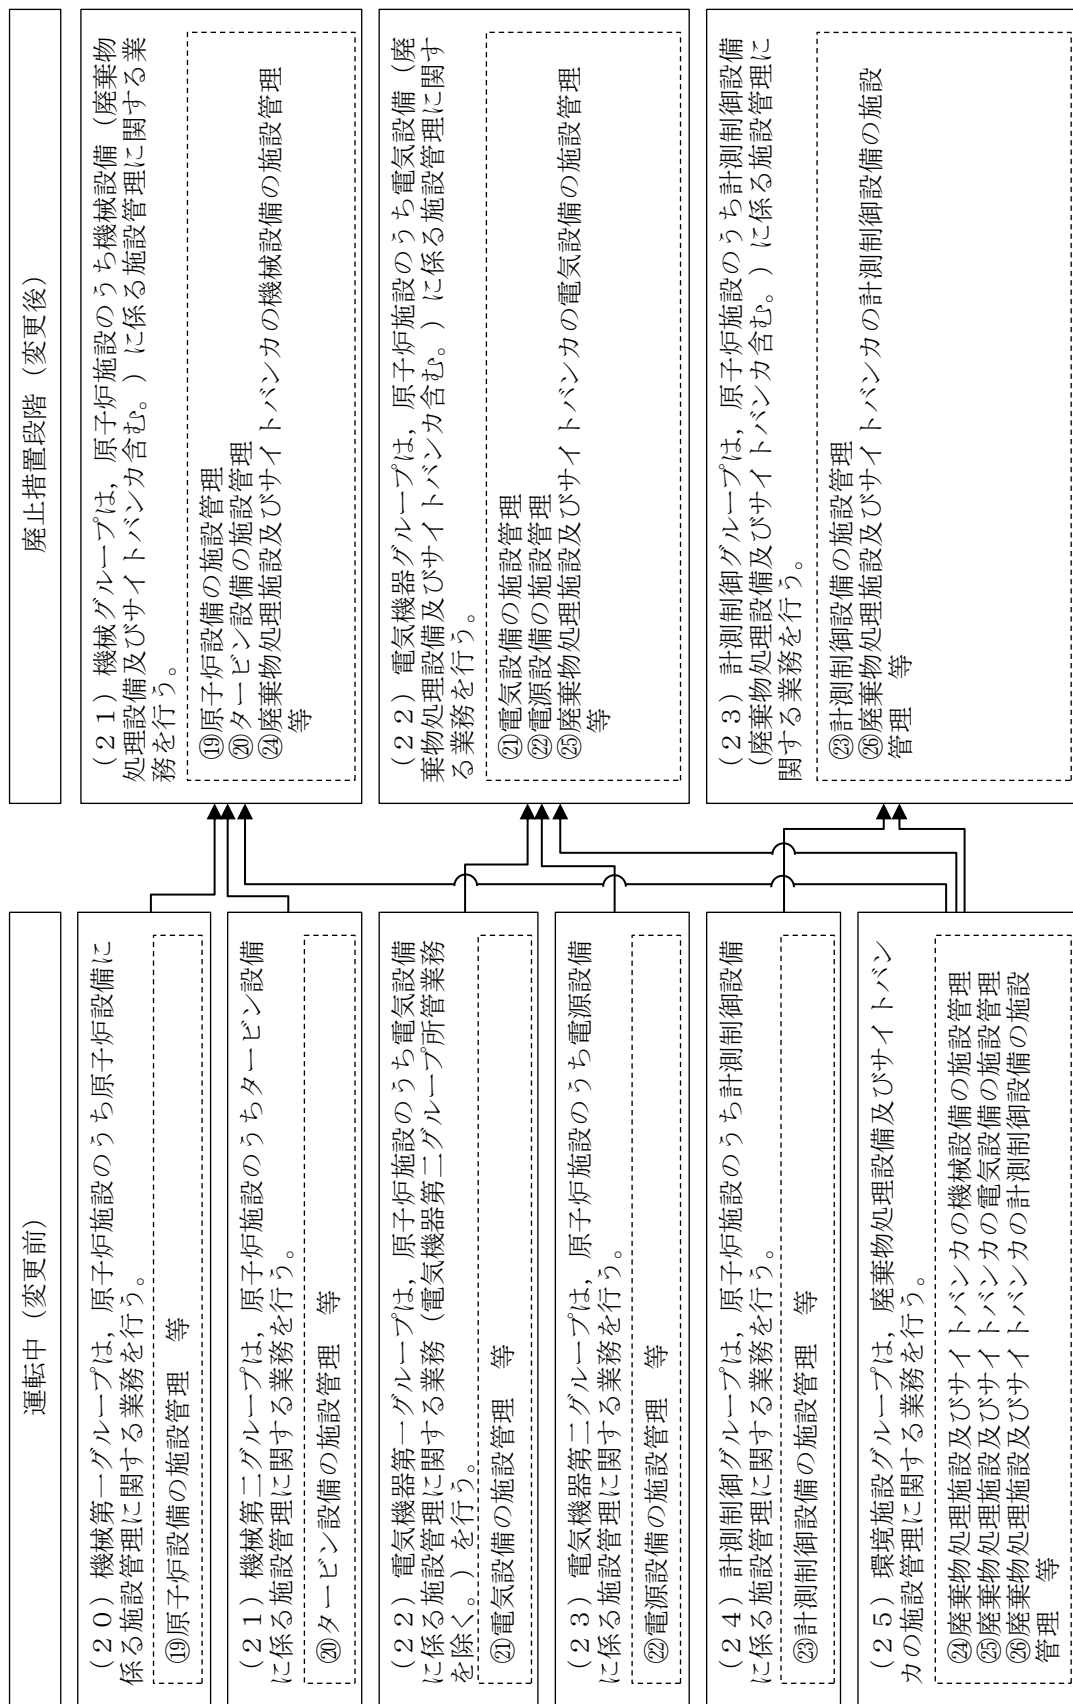 運転中（変更前）
（２０）機械第一グループは，原子炉施設のうち原子炉設備に
係る施設管理に関する業務を行う。
⑲原子炉設備の施設管理　等
（２１）機械第二グループは，原子炉施設のうちタービン設備
に係る施設管理に関する業務を行う。
⑳タービン設備の施設管理　等
（２２）電気機器第一グループは，原子炉施設のうち電気設備
に係る施設管理に関する業務（電気機器第二グループ所管業務
を除く。）を行う。
㉑電気設備の施設管理　等
（２３）電気機器第二グループは，原子炉施設のうち電源設備
に係る施設管理に関する業務を行う。
㉒電源設備の施設管理　等
（２４）計測制御グループは，原子炉施設のうち計測制御設備
に係る施設管理に関する業務を行う。
㉓計測制御設備の施設管理　等
（２５）環境施設グループは，廃棄物処理設備及びサイトバン
カの施設管理に関する業務を行う。
㉔廃棄物処理施設及びサイトバンカの機械設備の施設管理
㉕廃棄物処理施設及びサイトバンカの電気設備の施設管理
㉖廃棄物処理施設及びサイトバンカの計測制御設備の施設
管理　　等
廃止措置段階（変更後）
（２１）機械グループは，原子炉施設のうち機械設備（廃棄物
処理設備及びサイトバンカ含む。）に係る施設管理に関する業
務を行う。
⑲原子炉設備の施設管理
⑳タービン設備の施設管理
㉔廃棄物処理施設及びサイトバンカの機械設備の施設管理
等
（２２）電気機器グループは，原子炉施設のうち電気設備（廃
棄物処理設備及びサイトバンカ含む。）に係る施設管理に関す
る業務を行う。
㉑電気設備の施設管理
㉒電源設備の施設管理
㉕廃棄物処理施設及びサイトバンカの電気設備の施設管理
等
（２３）計測制御グループは，原子炉施設のうち計測制御設備
（廃棄物処理設備及びサイトバンカ含む。）に係る施設管理に
関する業務を行う。
㉓計測制御設備の施設管理
㉖廃棄物処理施設及びサイトバンカの計測制御設備の施設
管理　等